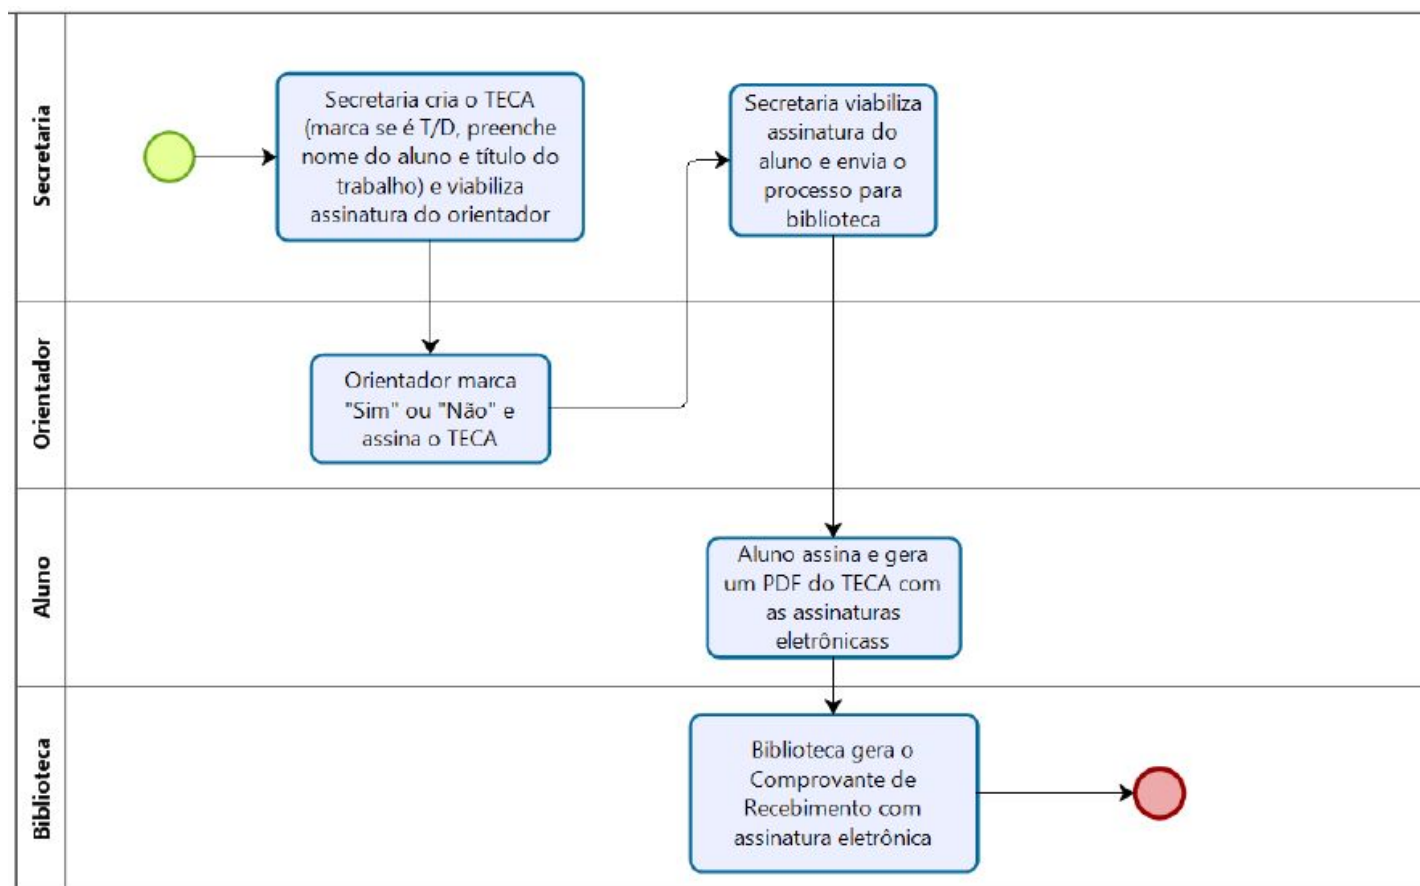 Secretaria
Secretaria cria o TECA
(marca se é T/D, preenche
nome do aluno e título do
trabalho) e viabiliza
assinatura do orientador
Secretaria viabiliza
assinatura do
aluno e envia o
processo para
biblioteca
Orientador
Orientador marca
"Sim" ou "Não" e
assina o TECA
Aluno
Aluno assina e gera
um PDF do TECA com
as assinaturas
eletrônicass
Biblioteca
Biblioteca gera o
Comprovante de
Recebimento com
assinatura eletrônica